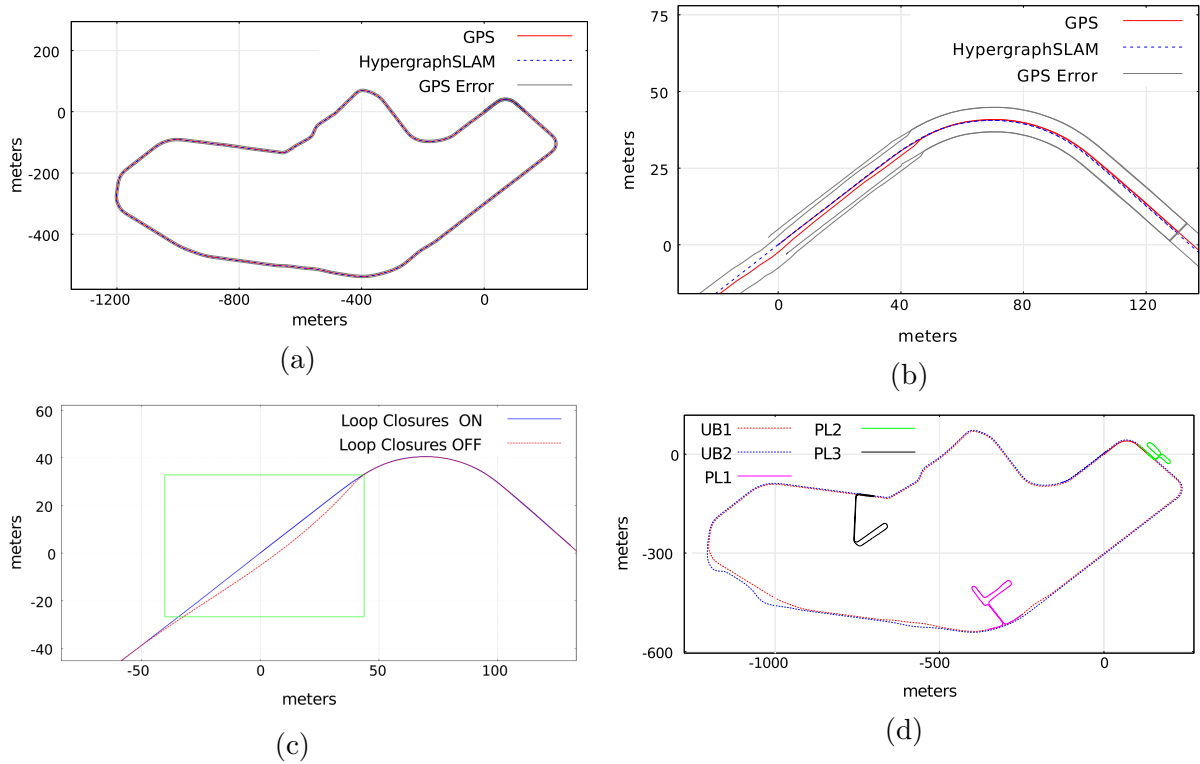 GPS
HypergraphSLAM
GPS Error
200
0
-200
-400
meters
-1200 -800 -400 0
meters
(a)
GPS
HypergraphSLAM
GPS Error
75
50
25
0
meters
0 40 80 120
meters
(b)
Loop Closures ON
Loop Closures OFF
60
40
20
0
-20
-40
meters
-50 0 50 100
meters
(c)
UB1 PL2
UB2 PL3
PL1
0
-300
-600
meters
-1000 -500 0
meters
(d)